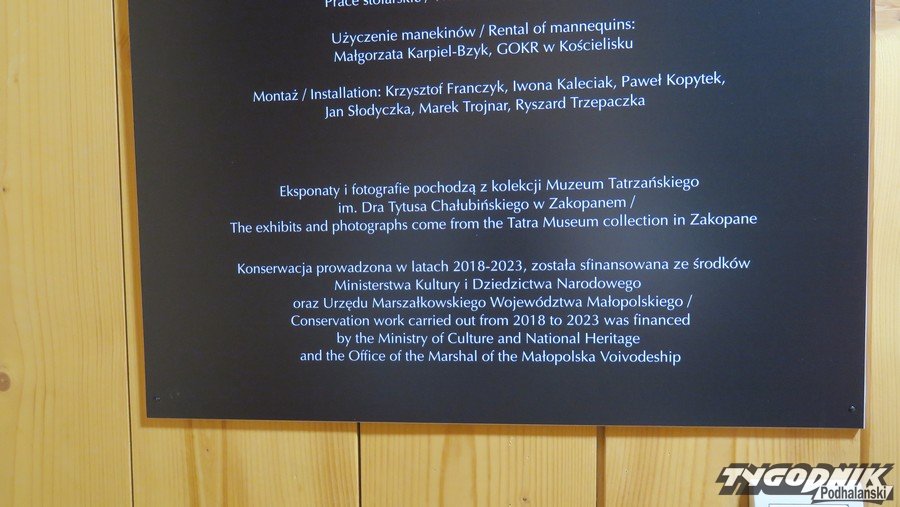 Prace stolarskie /
Użyczenie manekinów / Rental of mannequins:
Małgorzata Karpiel-Bzyk, GOKR w Kościelisku
Montaż / Installation: Krzysztof Franczyk, Iwona Kaleciak, Paweł Kopytek,
Jan Słodyczka, Marek Trojnar, Ryszard Trzepaczka
Eksponaty i fotografie pochodzą z kolekcji Muzeum Tatrzańskiego
im. Dra Tytusa Chałubińskiego w Zakopanem /
The exhibits and photographs come from the Tatra Museum collection in Zakopane
Konserwacja prowadzona w latach 2018-2023, została sfinansowana ze środków
Ministerstwa Kultury i Dziedzictwa Narodowego
oraz Urzędu Marszałkowskiego Województwa Małopolskiego /
Conservation work carried out from 2018 to 2023 was financed
by the Ministry of Culture and National Heritage
and the Office of the Marshal of the Małopolska Voivodeship
TYGODNIK
Podhalański